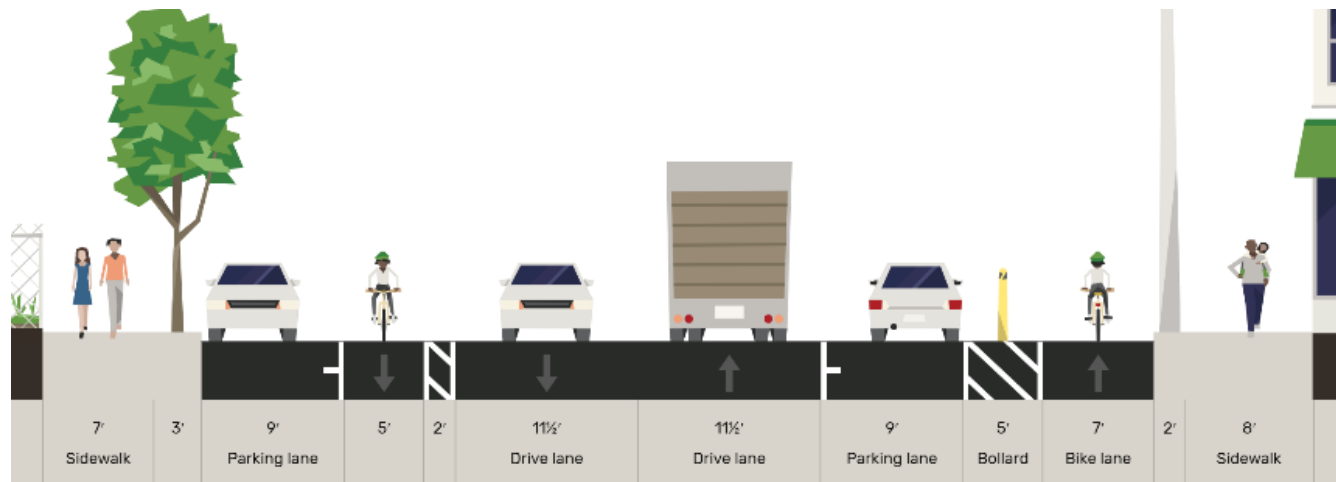 7′ 3′ 9′ 5′ 2′ 11½′ 11½′ 9′ 5′ 7′ 2′ 8′
Sidewalk Parking lane Drive lane Drive lane Parking lane Bollard Bike lane Sidewalk